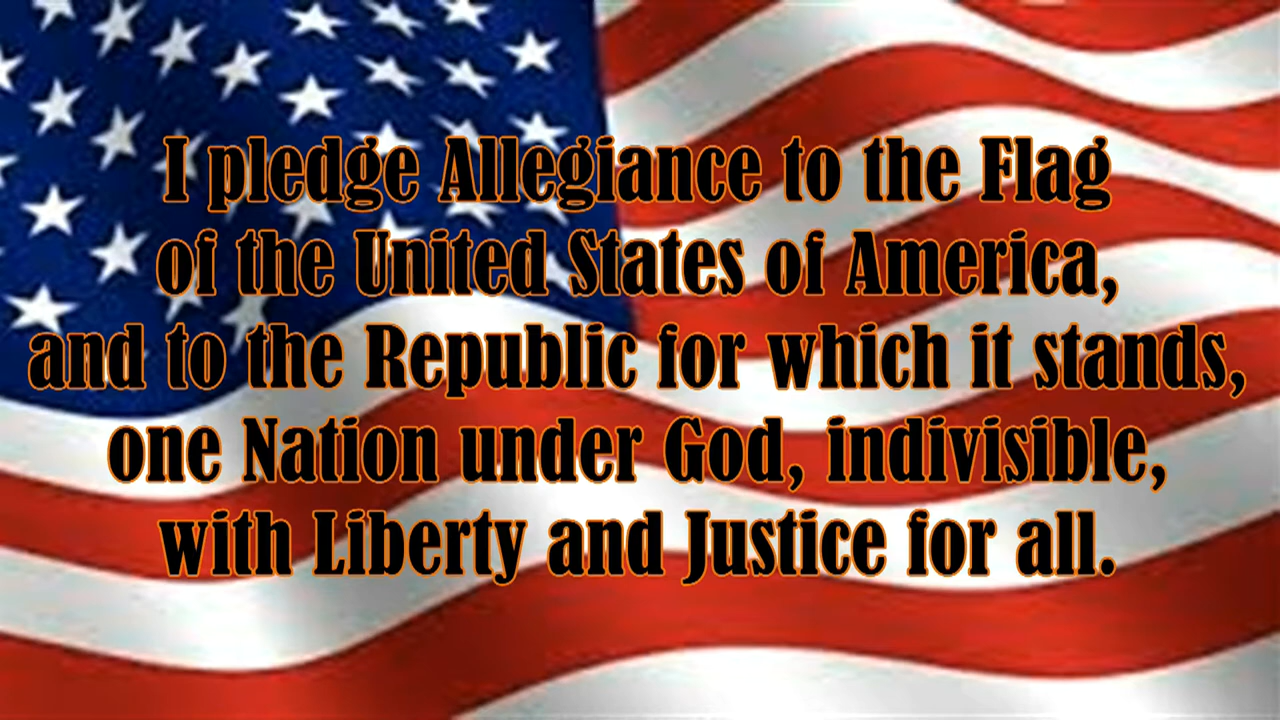 I pledge Allegiance to the Flag
of the United States of America,
and to the Republic for which it stands,
one Nation under God, indivisible,
with Liberty and Justice for all.